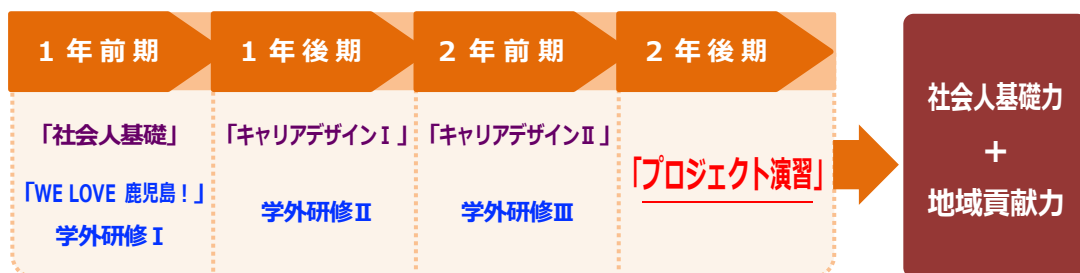 1年前期
1年後期
2年前期
2年後期
「社会人基礎」
「キャリアデザインⅠ」
「キャリアデザインⅡ」
「プロジェクト演習」
「WE LOVE 鹿児島!」
学外研修Ⅰ
学外研修Ⅱ
学外研修Ⅲ
社会人基礎力
+
地域貢献力